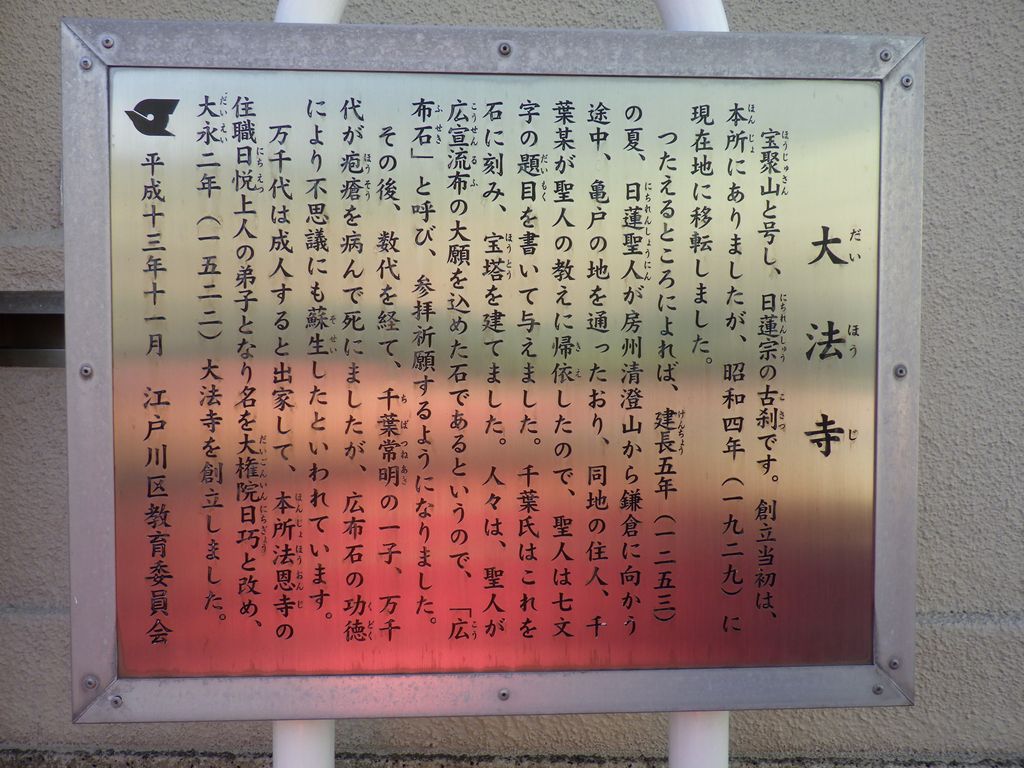 大法寺
宝聚山と号し、日蓮宗の古刹です。創立当初は、
本所にありましたが、昭和四年（一九二九）に
現在地に移転しました。
つたえるところによれば、建長五年（一二五三）
の夏、日蓮聖人が房州清澄山から鎌倉に向かう
途中、亀戸の地を通ったおり、同地の住人、千
葉某が聖人の教えに帰依したので、聖人は七文
字の題目を書いて与えました。千葉氏はこれを
石に刻み、宝塔を建てました。人々は、聖人が
広宣流布の大願を込めた石であるというので、「広
布石」と呼び、参拝祈願するようになりました。
その後、数代を経て、千葉常明の一子、万千
代が疱瘡を病んで死にましたが、広布石の功徳
により不思議にも蘇生したといわれています。
万千代は成人すると出家して、本所法恩寺の
住職日悦上人の弟子となり名を大権院日巧と改め、
大永二年（一五二二）大法寺を創立しました。
平成十三年十一月　江戸川区教育委員会